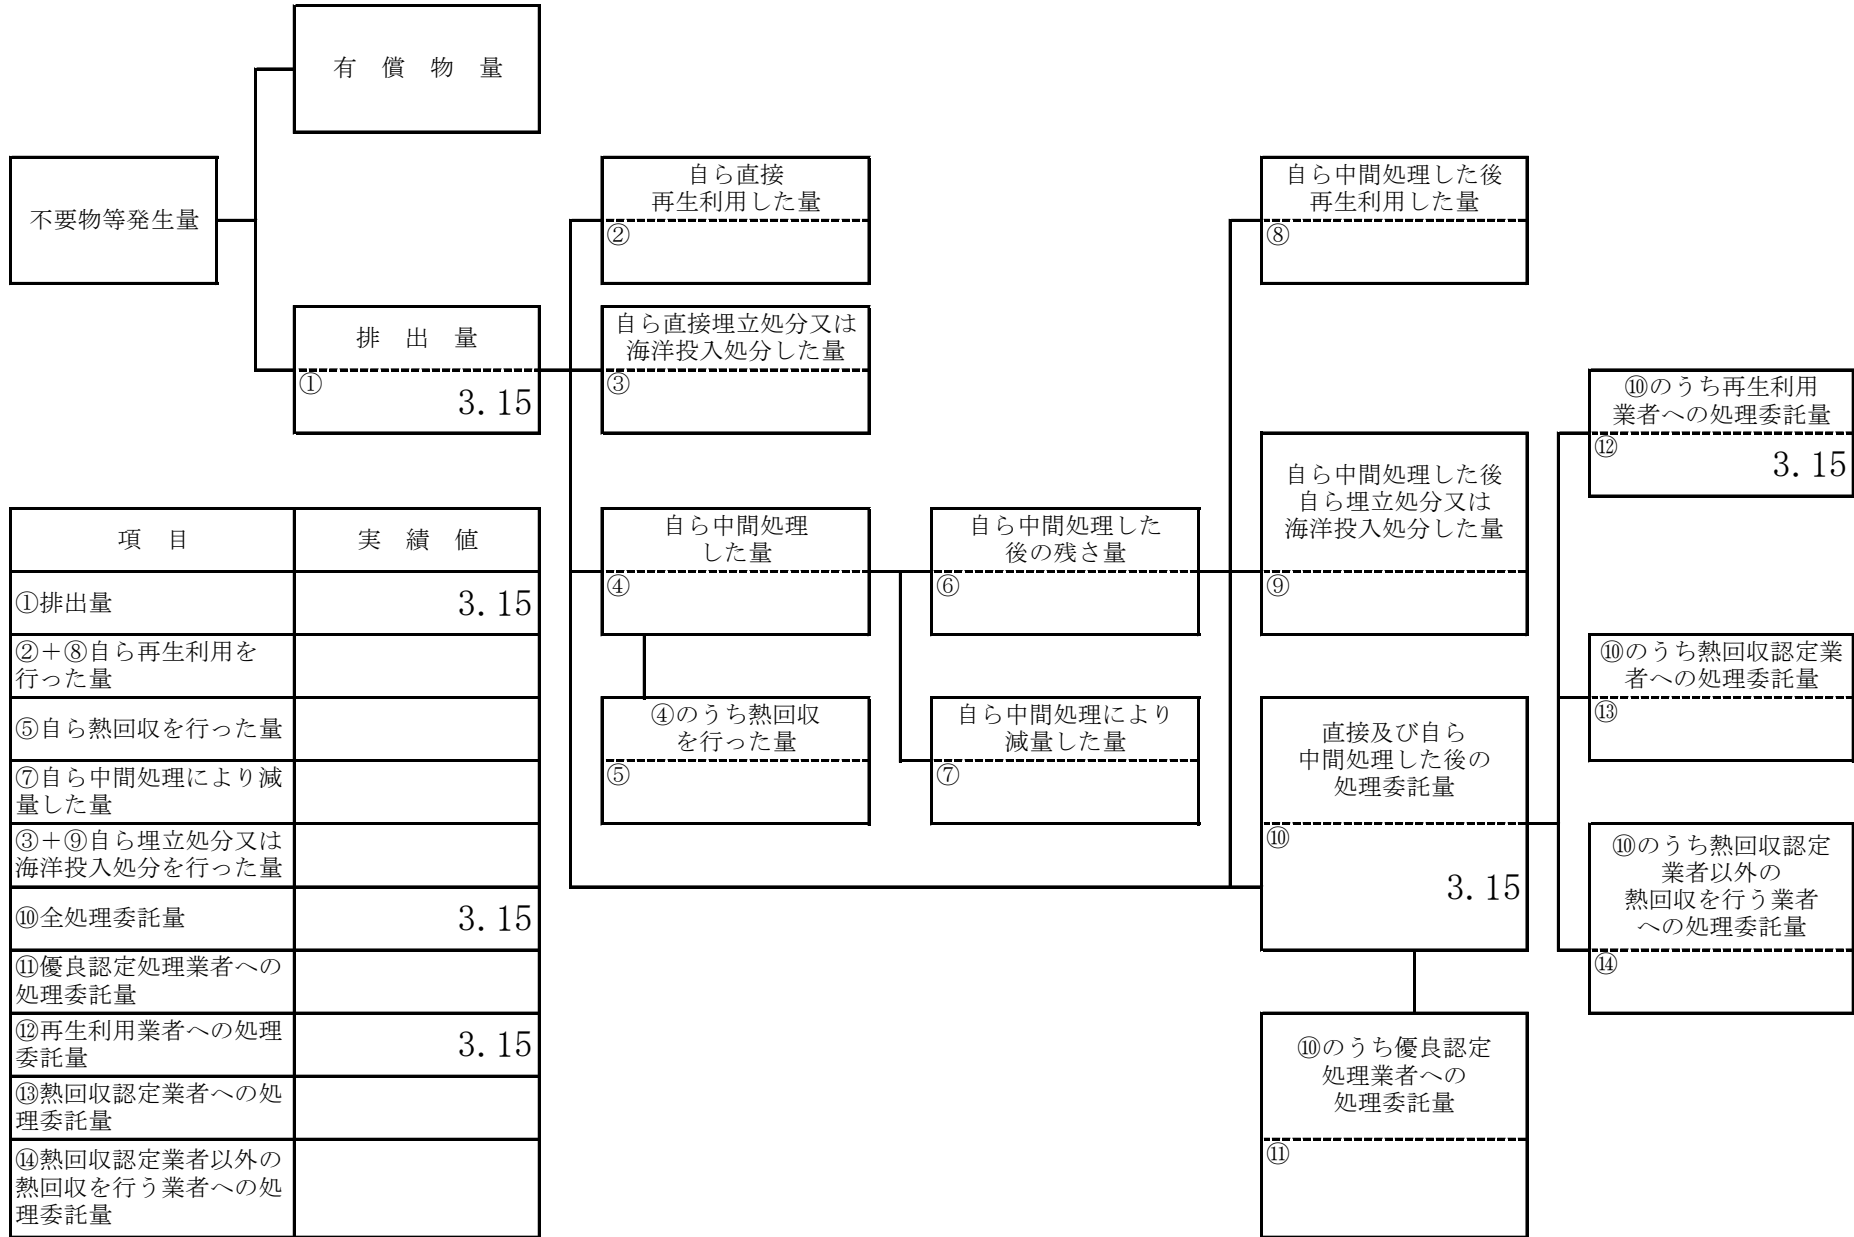 有　償　物　量
不要物等発生量
排　出　量
①
3.15
自ら直接
再生利用した量
②
自ら直接埋立処分又は
海洋投入処分した量
③
自ら中間処理
した量
④
④のうち熱回収
を行った量
⑤
自ら中間処理した
後の残さ量
⑥
自ら中間処理により
減量した量
⑦
自ら中間処理した後
再生利用した量
⑧
自ら中間処理した後
自ら埋立処分又は
海洋投入処分した量
⑨
直接及び自ら
中間処理した後の
処理委託量
⑩
3.15
⑩のうち優良認定
処理業者への
処理委託量
⑪
⑩のうち再生利用
業者への処理委託量
⑫
3.15
⑩のうち熱回収認定業
者への処理委託量
⑬
⑩のうち熱回収認定
業者以外の
熱回収を行う業者
への処理委託量
⑭
項　目　実　績　値
①排出量　3.15
②＋⑧自ら再生利用を
行った量
⑤自ら熱回収を行った量
⑦自ら中間処理により減
量した量
③＋⑨自ら埋立処分又は
海洋投入処分を行った量
⑩全処理委託量　3.15
⑪優良認定処理業者への
処理委託量
⑫再生利用業者への処理
委託量　3.15
⑬熱回収認定業者への処
理委託量
⑭熱回収認定業者以外の
熱回収を行う業者への処
理委託量